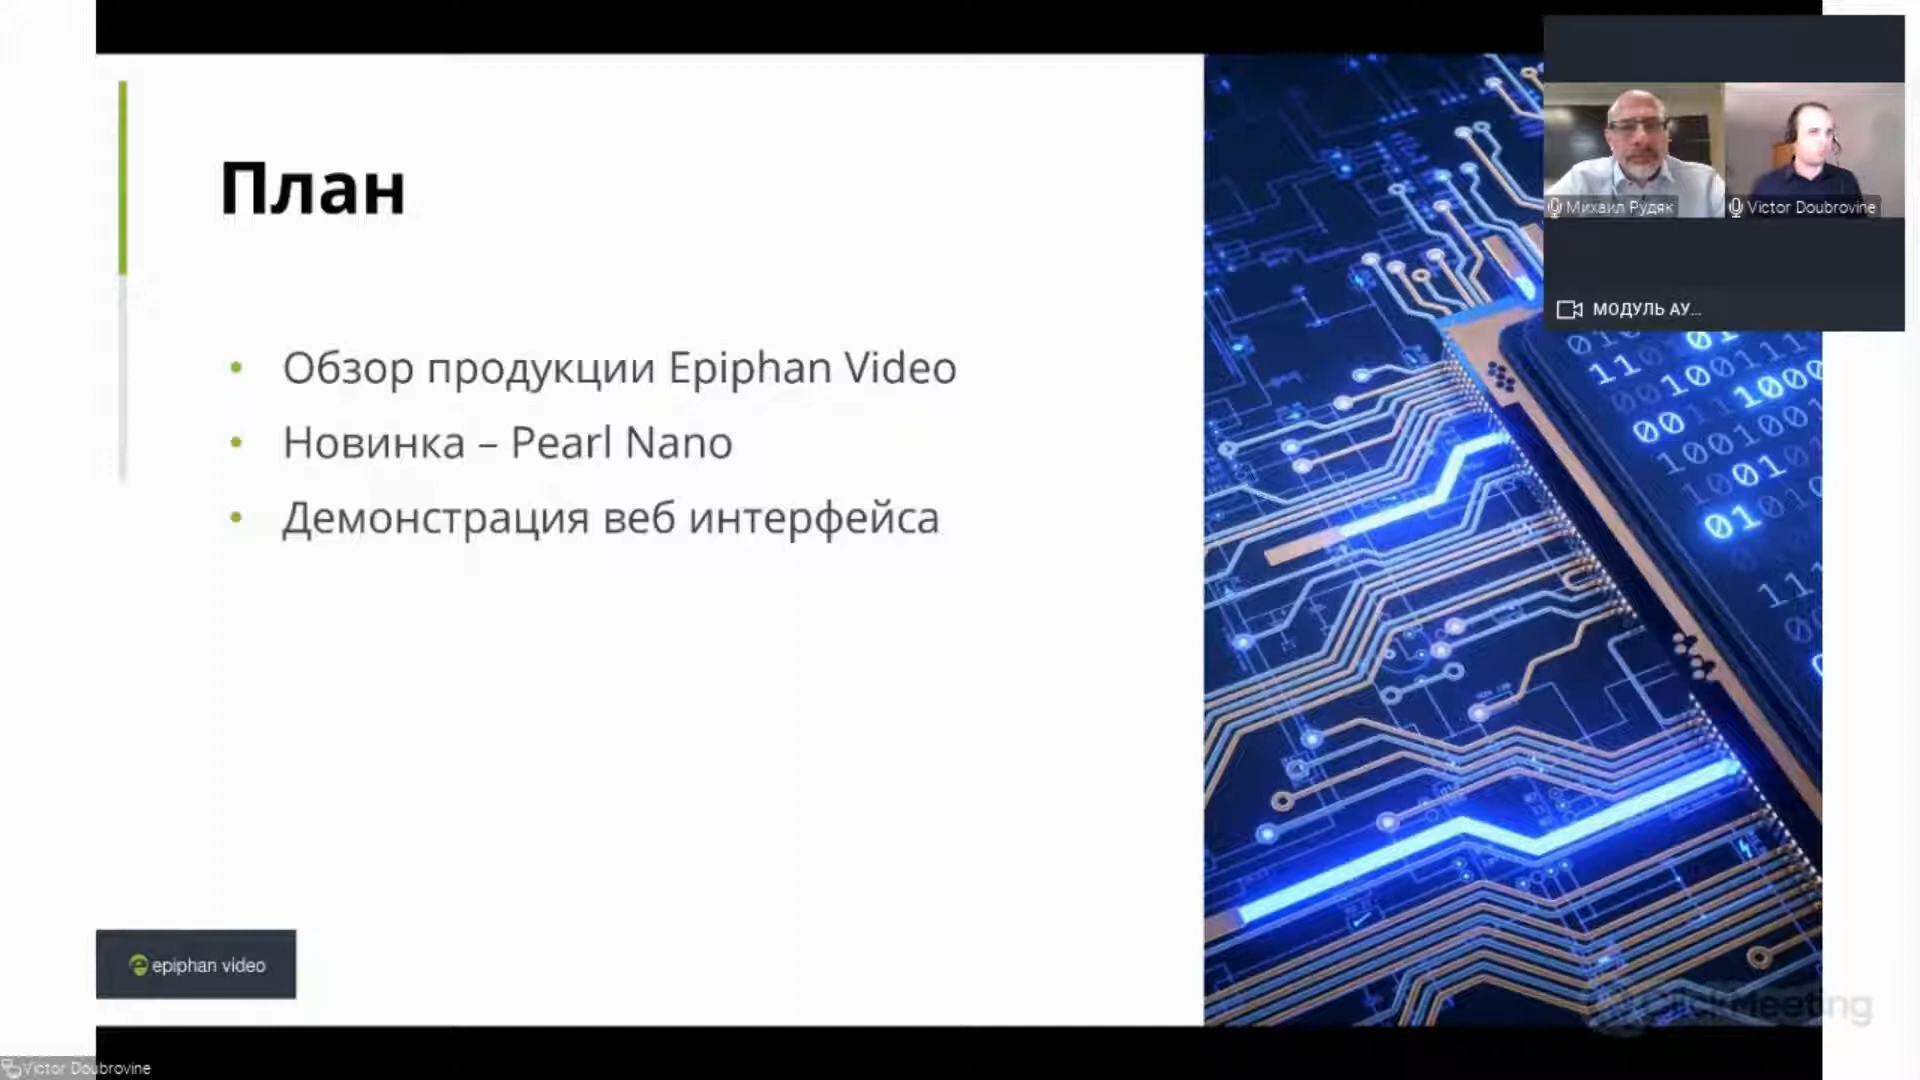 План
Обзор продукции Epiphan Video
Новинка – Pearl Nano
Демонстрация веб интерфейса
epiphan video
Михаил Рудяк
Victor Doubrovine
МОДУЛЬ АУ...
ClickMeeting
Victor Doubrovine